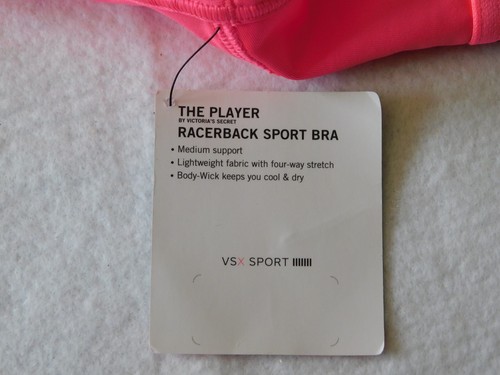 THE PLAYER
BY VICTORIA'S SECRET
RACERBACK SPORT BRA
• Medium support
• Lightweight fabric with four-way stretch
• Body-Wick keeps you cool & dry
VSX SPORT